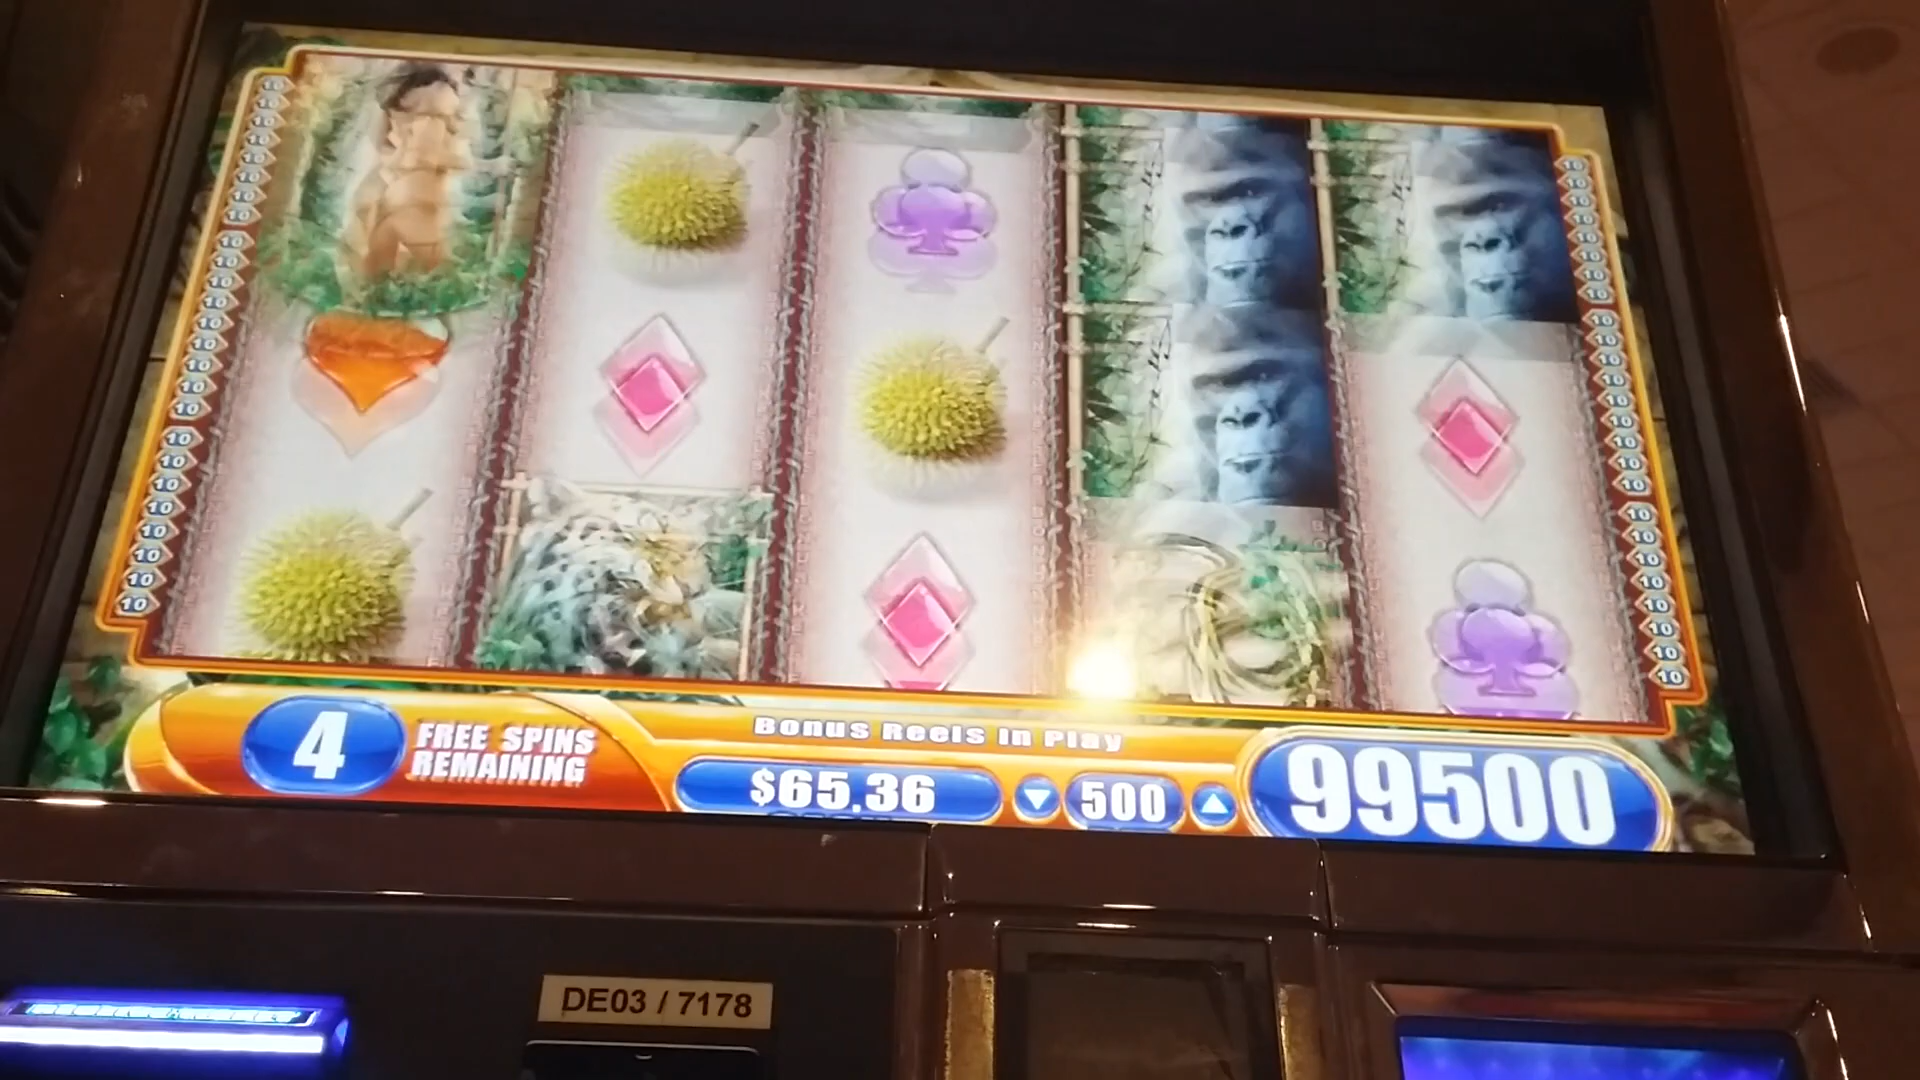 4
FREE SPINS
REMAINING
Bonus Reels In Play
$65.36
500
99500
DE03 / 7178